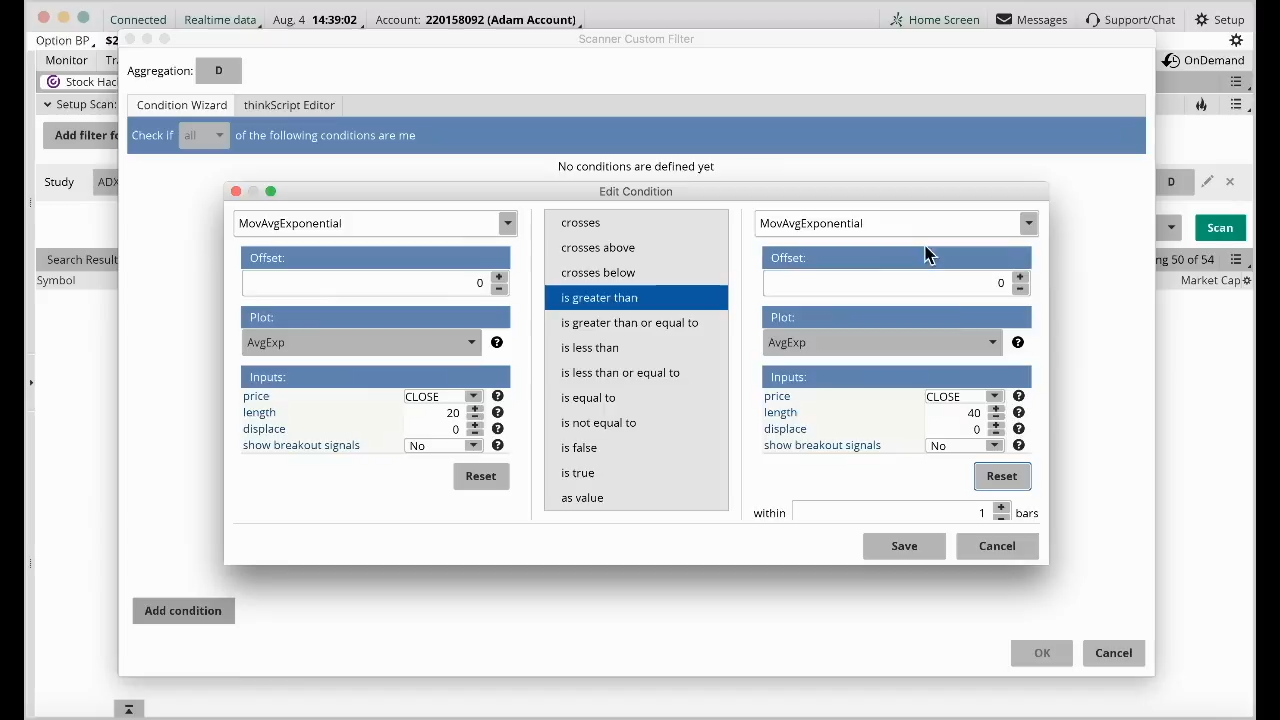 Connected Realtime data Aug, 4 14:39:02 Account: 220158092 (Adam Account) Home Screen Messages Support/Chat Setup
Option BP
Scanner Custom Filter
Monitor
OnDemand
Aggregation: D
Stock Hac
Setup Scan:
Condition Wizard thinkScript Editor
Add filter fo
Check if all of the following conditions are me
No conditions are defined yet
Study ADX
D
Edit Condition
MovAvgExponential
Offset:
0
Plot:
AvgExp
Inputs:
price CLOSE
length 20
displace 0
show breakout signals No
Reset
crosses
crosses above
crosses below
is greater than
is greater than or equal to
is less than
is less than or equal to
is equal to
is not equal to
is false
is true
as value
MovAvgExponential
Offset:
0
Plot:
AvgExp
Inputs:
price CLOSE
length 40
displace 0
show breakout signals No
Reset
within 1 bars
Save Cancel
Scan
Search Result
ng 50 of 54
Symbol
Market Cap
Add condition
OK Cancel